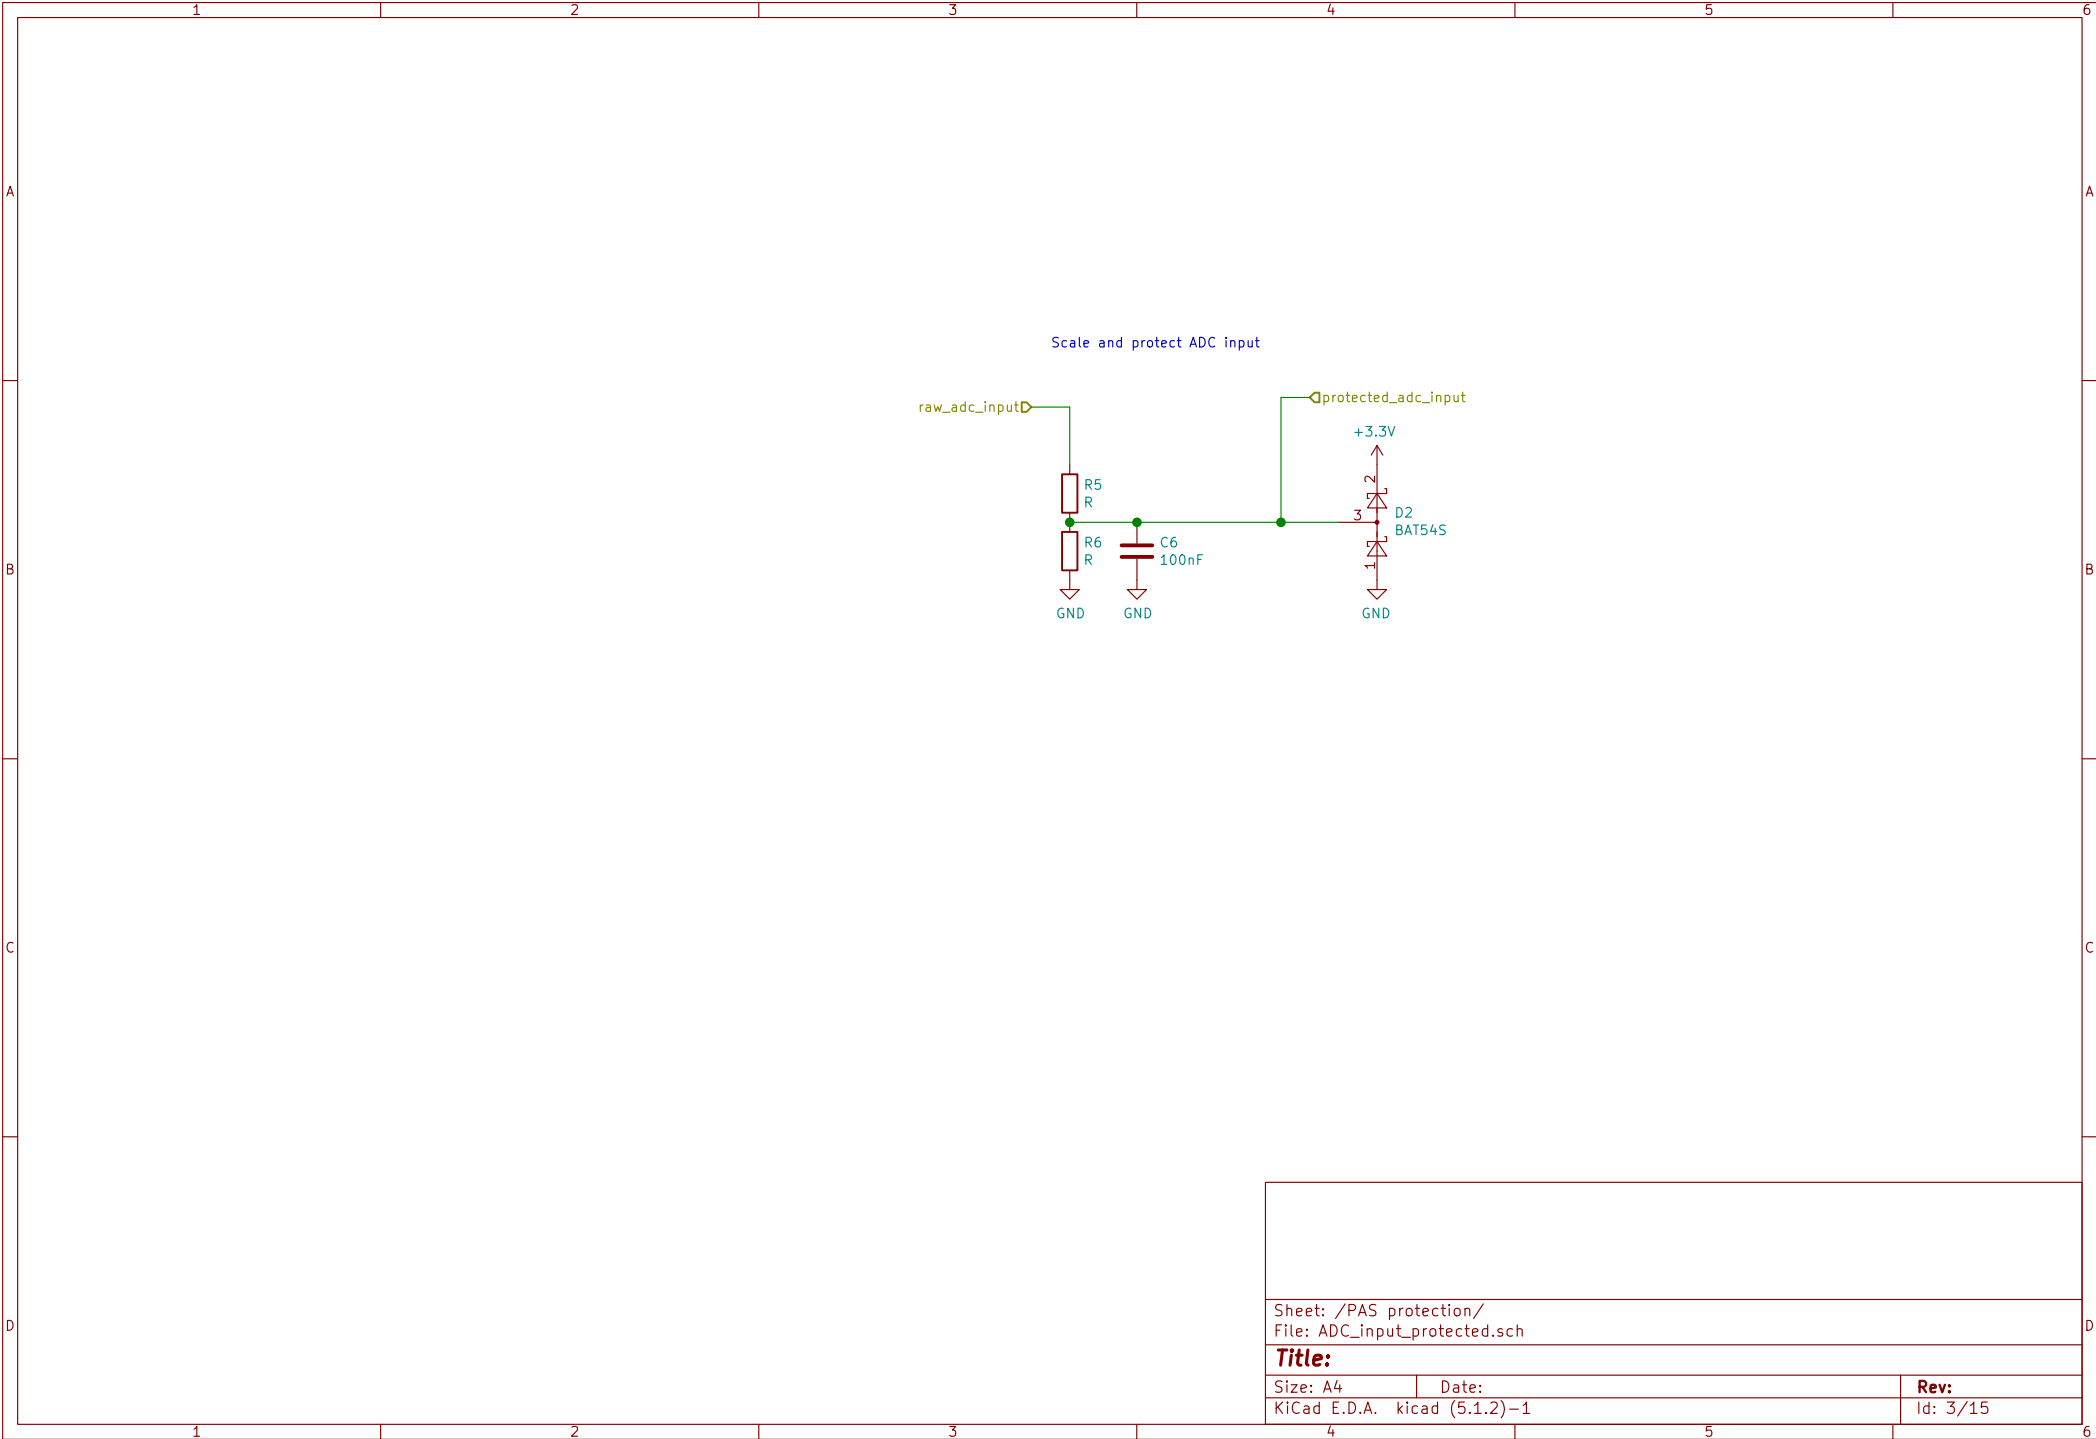 1 2 3 4 5 6
A A
Scale and protect ADC input
raw_adc_input
protected_adc_input
+3.3V
2
R5
R
3
D2
BAT54S
R6
R
C6
100nF
1
B B
GND GND GND
C C
Sheet: /PAS protection/
File: ADC_input_protected.sch
D D
Title:
Size: A4 Date: Rev:
KiCad E.D.A. kicad (5.1.2)-1 Id: 3/15
1 2 3 4 5 6